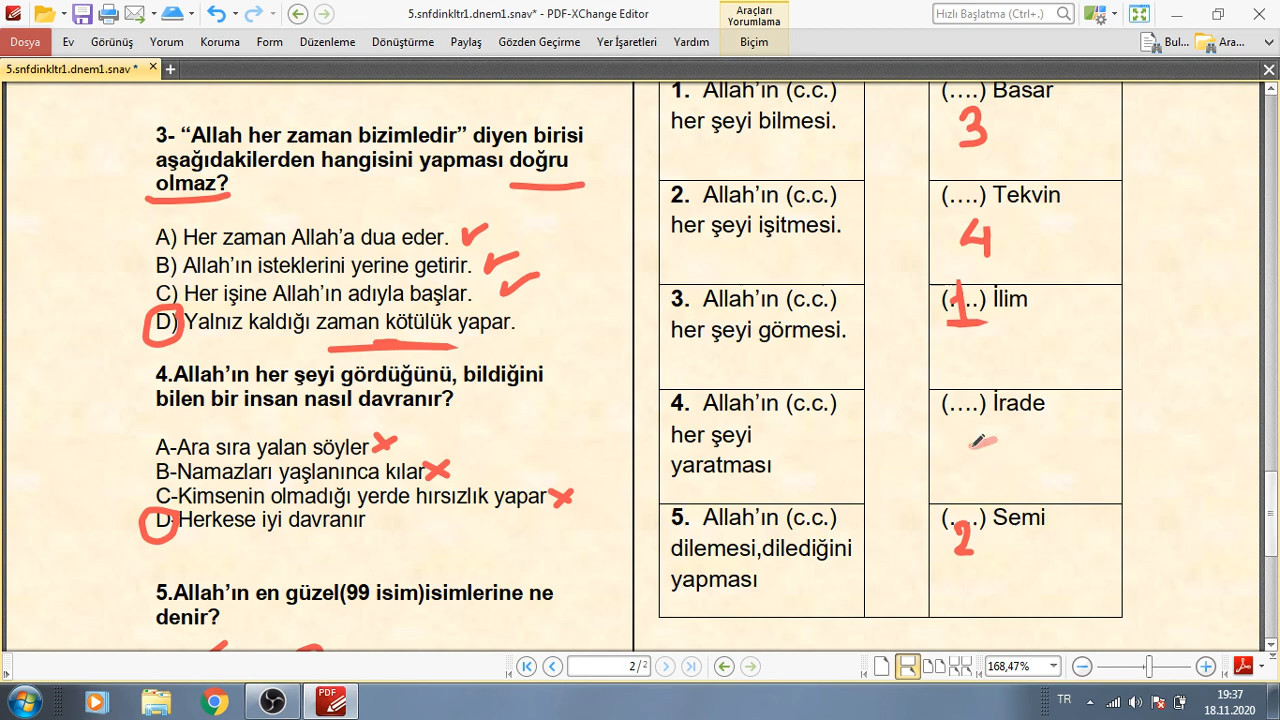 5.snfdinkltr1.dnem1.snav* - PDF-XChange Editor
Araçları
Yorumlama
Hızlı Başlatma (Ctrl+.)
Dosya
Ev
Görünüş
Yorum
Koruma
Form
Düzenleme
Dönüştürme
Paylaş
Gözden Geçirme
Yer İşaretleri
Yardım
Biçim
Bul...
Ara...
5.snfdinkltr1.dnem1.snav *
3- “Allah her zaman bizimledir” diyen birisi
aşağıdakilerden hangisini yapması doğru
olmaz?
A) Her zaman Allah’a dua eder.
B) Allah’ın isteklerini yerine getirir.
C) Her işine Allah’ın adıyla başlar.
D) Yalnız kaldığı zaman kötülük yapar.
4.Allah’ın her şeyi gördüğünü, bildiğini
bilen bir insan nasıl davranır?
A-Ara sıra yalan söyler
B-Namazları yaşlanınca kılar
C-Kimsenin olmadığı yerde hırsızlık yapar
D-Herkese iyi davranır
5.Allah’ın en güzel(99 isim)isimlerine ne
denir?
1. Allah’ın (c.c.)
her şeyi bilmesi.
(....) Basar
3
2. Allah’ın (c.c.)
her şeyi işitmesi.
(....) Tekvin
4
3. Allah’ın (c.c.)
her şeyi görmesi.
(....) İlim
1
4. Allah’ın (c.c.)
her şeyi
yaratması
(....) İrade
5. Allah’ın (c.c.)
dilemesi,dilediğini
yapması
(....) Semi
2
2 / 2
168,47%
PDF
TR
19:37
18.11.2020